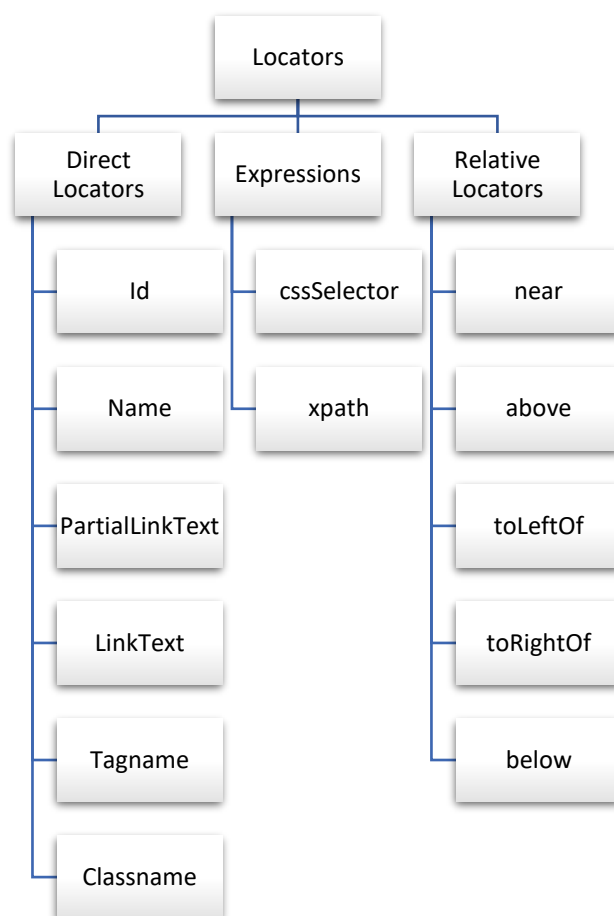 Locators
Direct
Locators
Id
Name
PartialLinkText
LinkText
Tagname
Classname
Expressions
cssSelector
xpath
Relative
Locators
near
above
toLeftOf
toRightOf
below